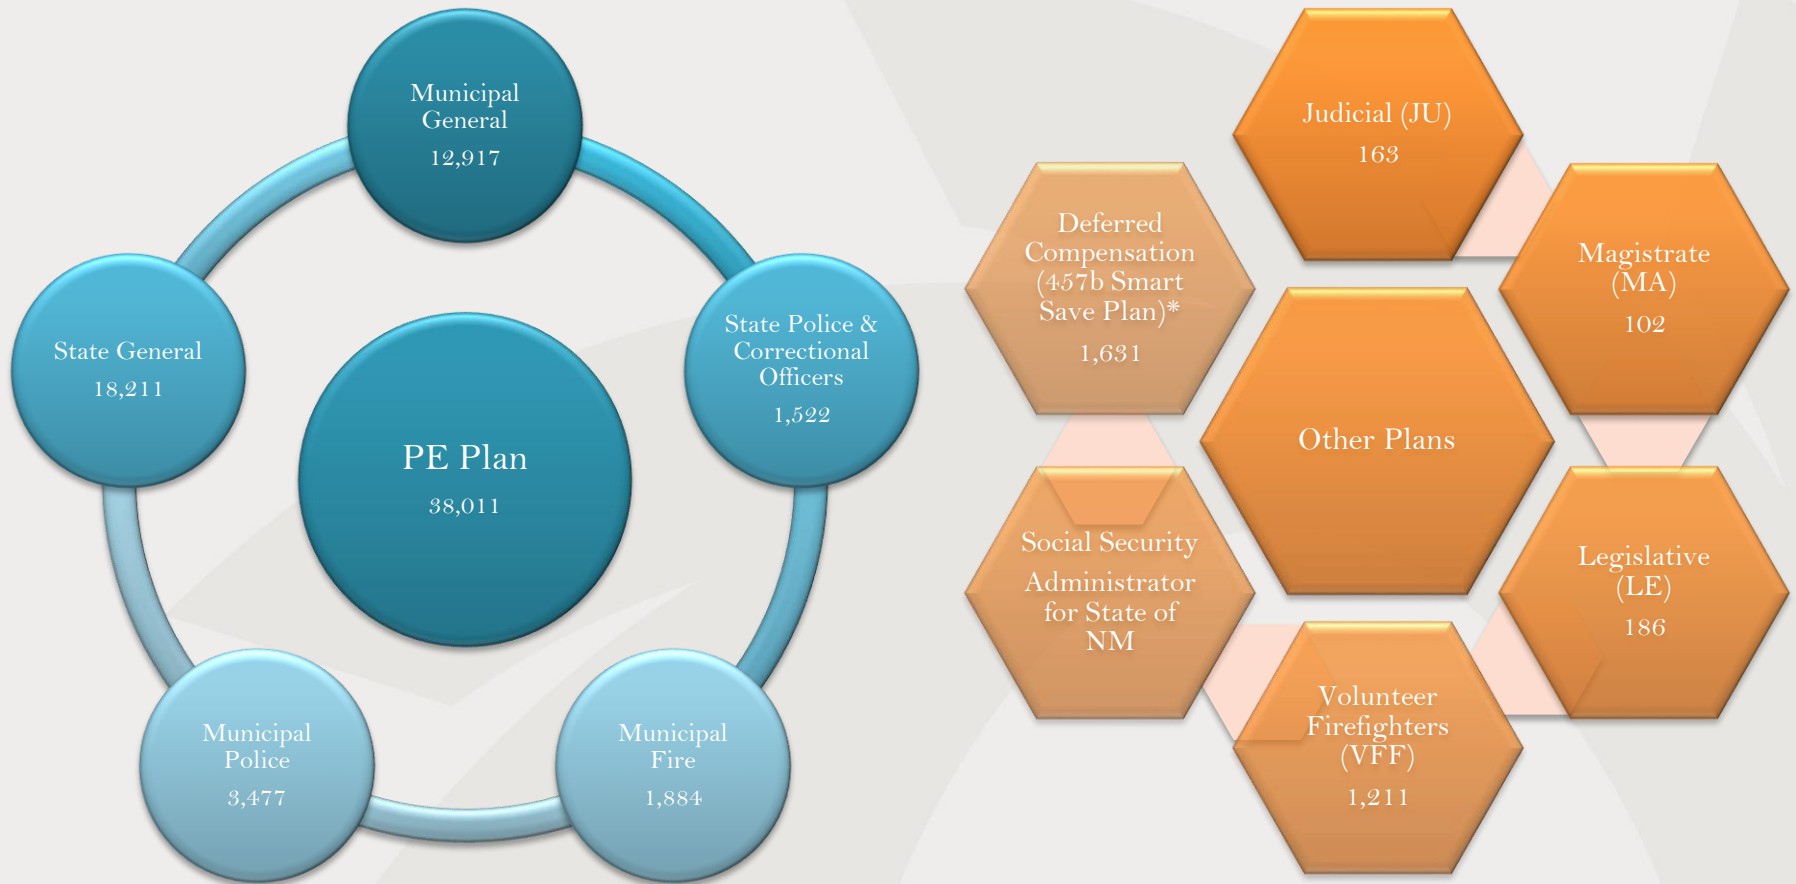 Municipal
General
12,917
State Police &
Correctional
Officers
1,522
Municipal
Fire
1,884
Municipal
Police
3,477
State General
18,211
PE Plan
38,011
Judicial (JU)
163
Magistrate
(MA)
102
Legislative
(LE)
186
Volunteer
Firefighters
(VFF)
1,211
Social Security
Administrator
for State of
NM
Deferred
Compensation
(457b Smart
Save Plan)*
1,631
Other Plans